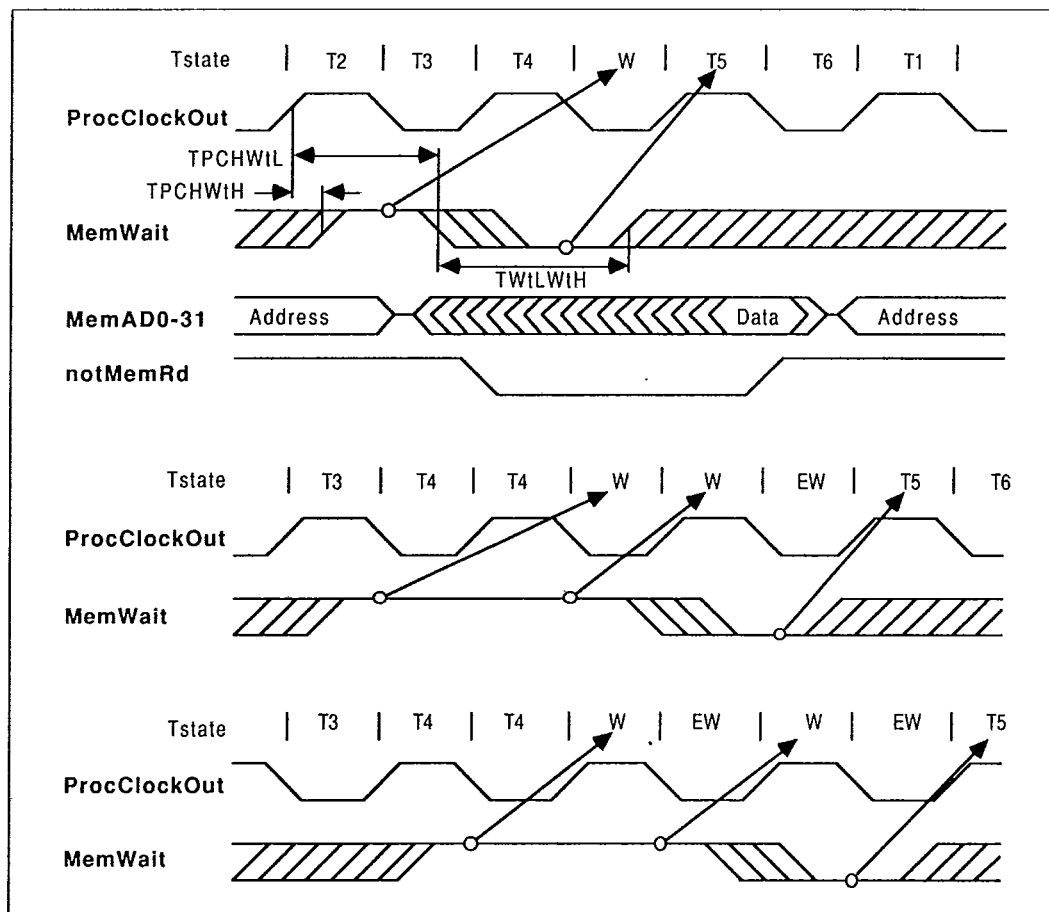 Tstate | T2 | T3 | T4 | W | T5 | T6 | T1 |
ProcClockOut
TPCHWtL
TPCHWtH
MemWait
TWtLWtH
MemAD0-31 Address Data Address
notMemRd
Tstate | T3 | T4 | T4 | W | W | EW | T5 | T6
ProcClockOut
MemWait
Tstate | T3 | T4 | T4 | W | EW | W | EW | T5
ProcClockOut
MemWait